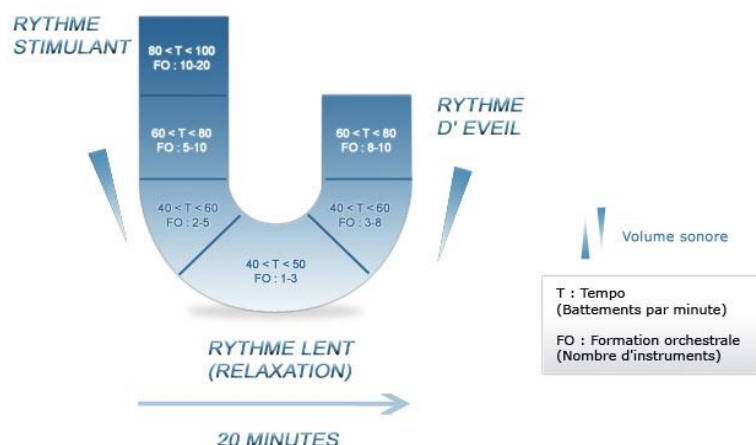 RYTHME
STIMULANT
80 < T < 100
FO : 10-20
60 < T < 80
FO : 5-10
40 < T < 60
FO : 2-5
40 < T < 50
FO : 1-3
40 < T < 60
FO : 3-8
60 < T < 80
FO : 8-10
RYTHME
D' EVEIL
RYTHME LENT
(RELAXATION)
20 MINUTES
Volume sonore
T : Tempo
(Battements par minute)
FO : Formation orchestrale
(Nombre d'instruments)